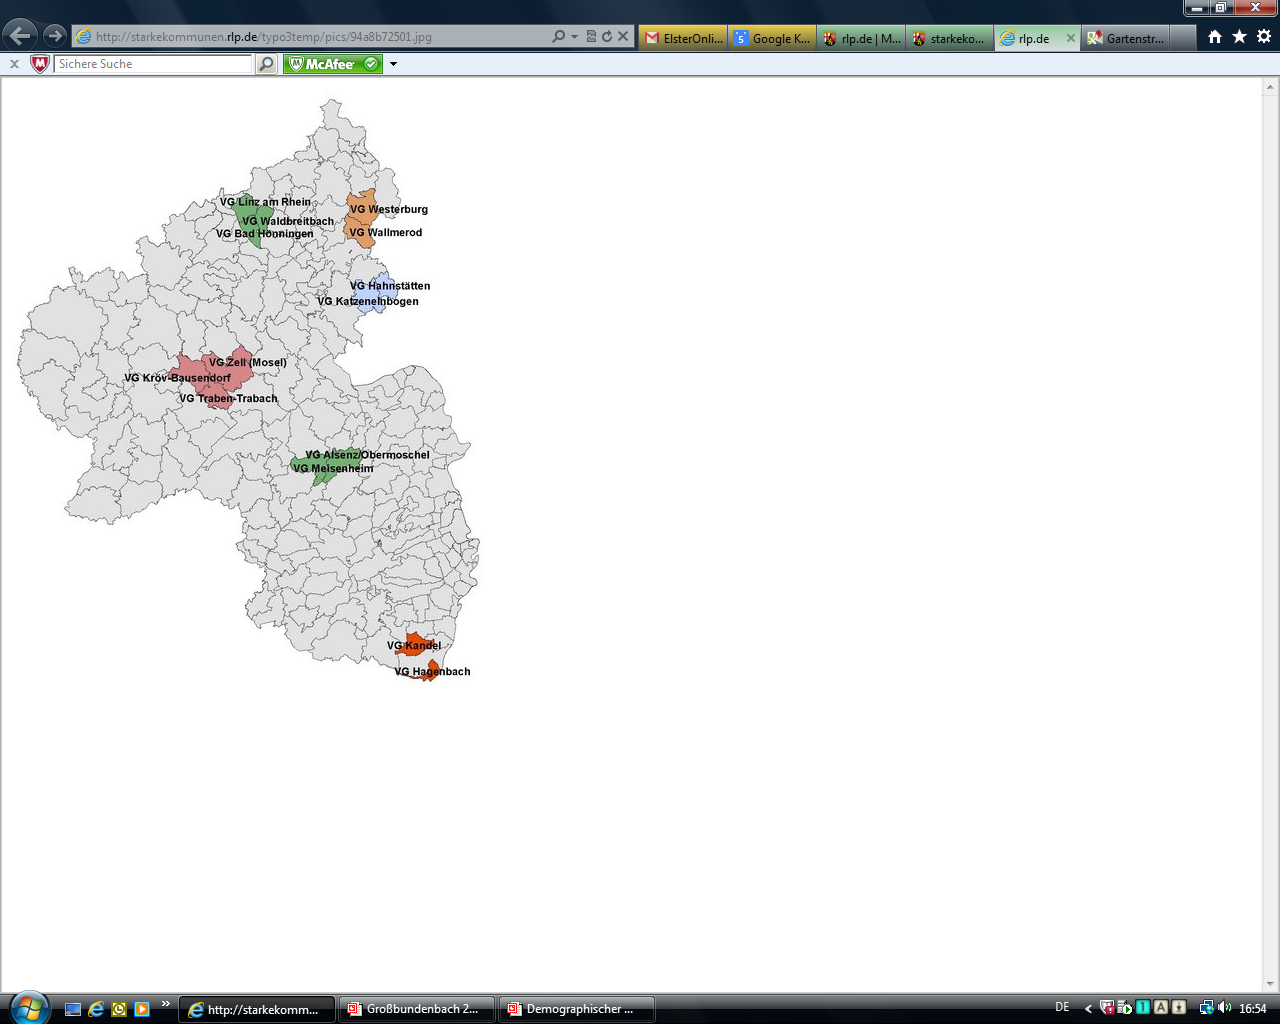 http://starkekommunen.rlp.de/typo3temp/pics/94a8b72501.jpg
ElsterOnli...
Google K...
rlp.de | M...
starkeko...
rlp.de
Gartenstr...
Sichere Suche
McAfee
VG Linz am Rhein
VG Waldbreitbach
VG Bad Hönningen
VG Westerburg
VG Wallmerod
VG Hahnstätten
VG Katzenelnbogen
VG Zell (Mosel)
VG Kröv-Bausendorf
VG Traben-Trabach
VG Alsenz/Obermoschel
VG Meisenheim
VG Kandel
VG Hagenbach
http://starkekomm...
Großbundenbach 2...
Demographischer ...
DE
16:54